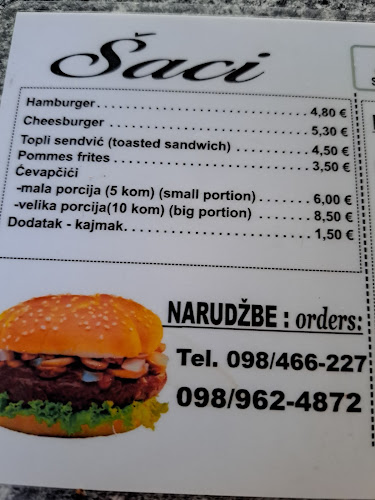 Šaci
Hamburger 4,80 €
Cheesburger 5,30 €
Topli sendvić (toasted sandwich) 4,50 €
Pommes frites 3,50 €
Čevapčići
-mala porcija (5 kom) (small portion) 6,00 €
-velika porcija(10 kom) (big portion) 8,50 €
Dodatak - kajmak 1,50 €
NARUDŽBE : orders:
Tel. 098/466-227
098/962-4872